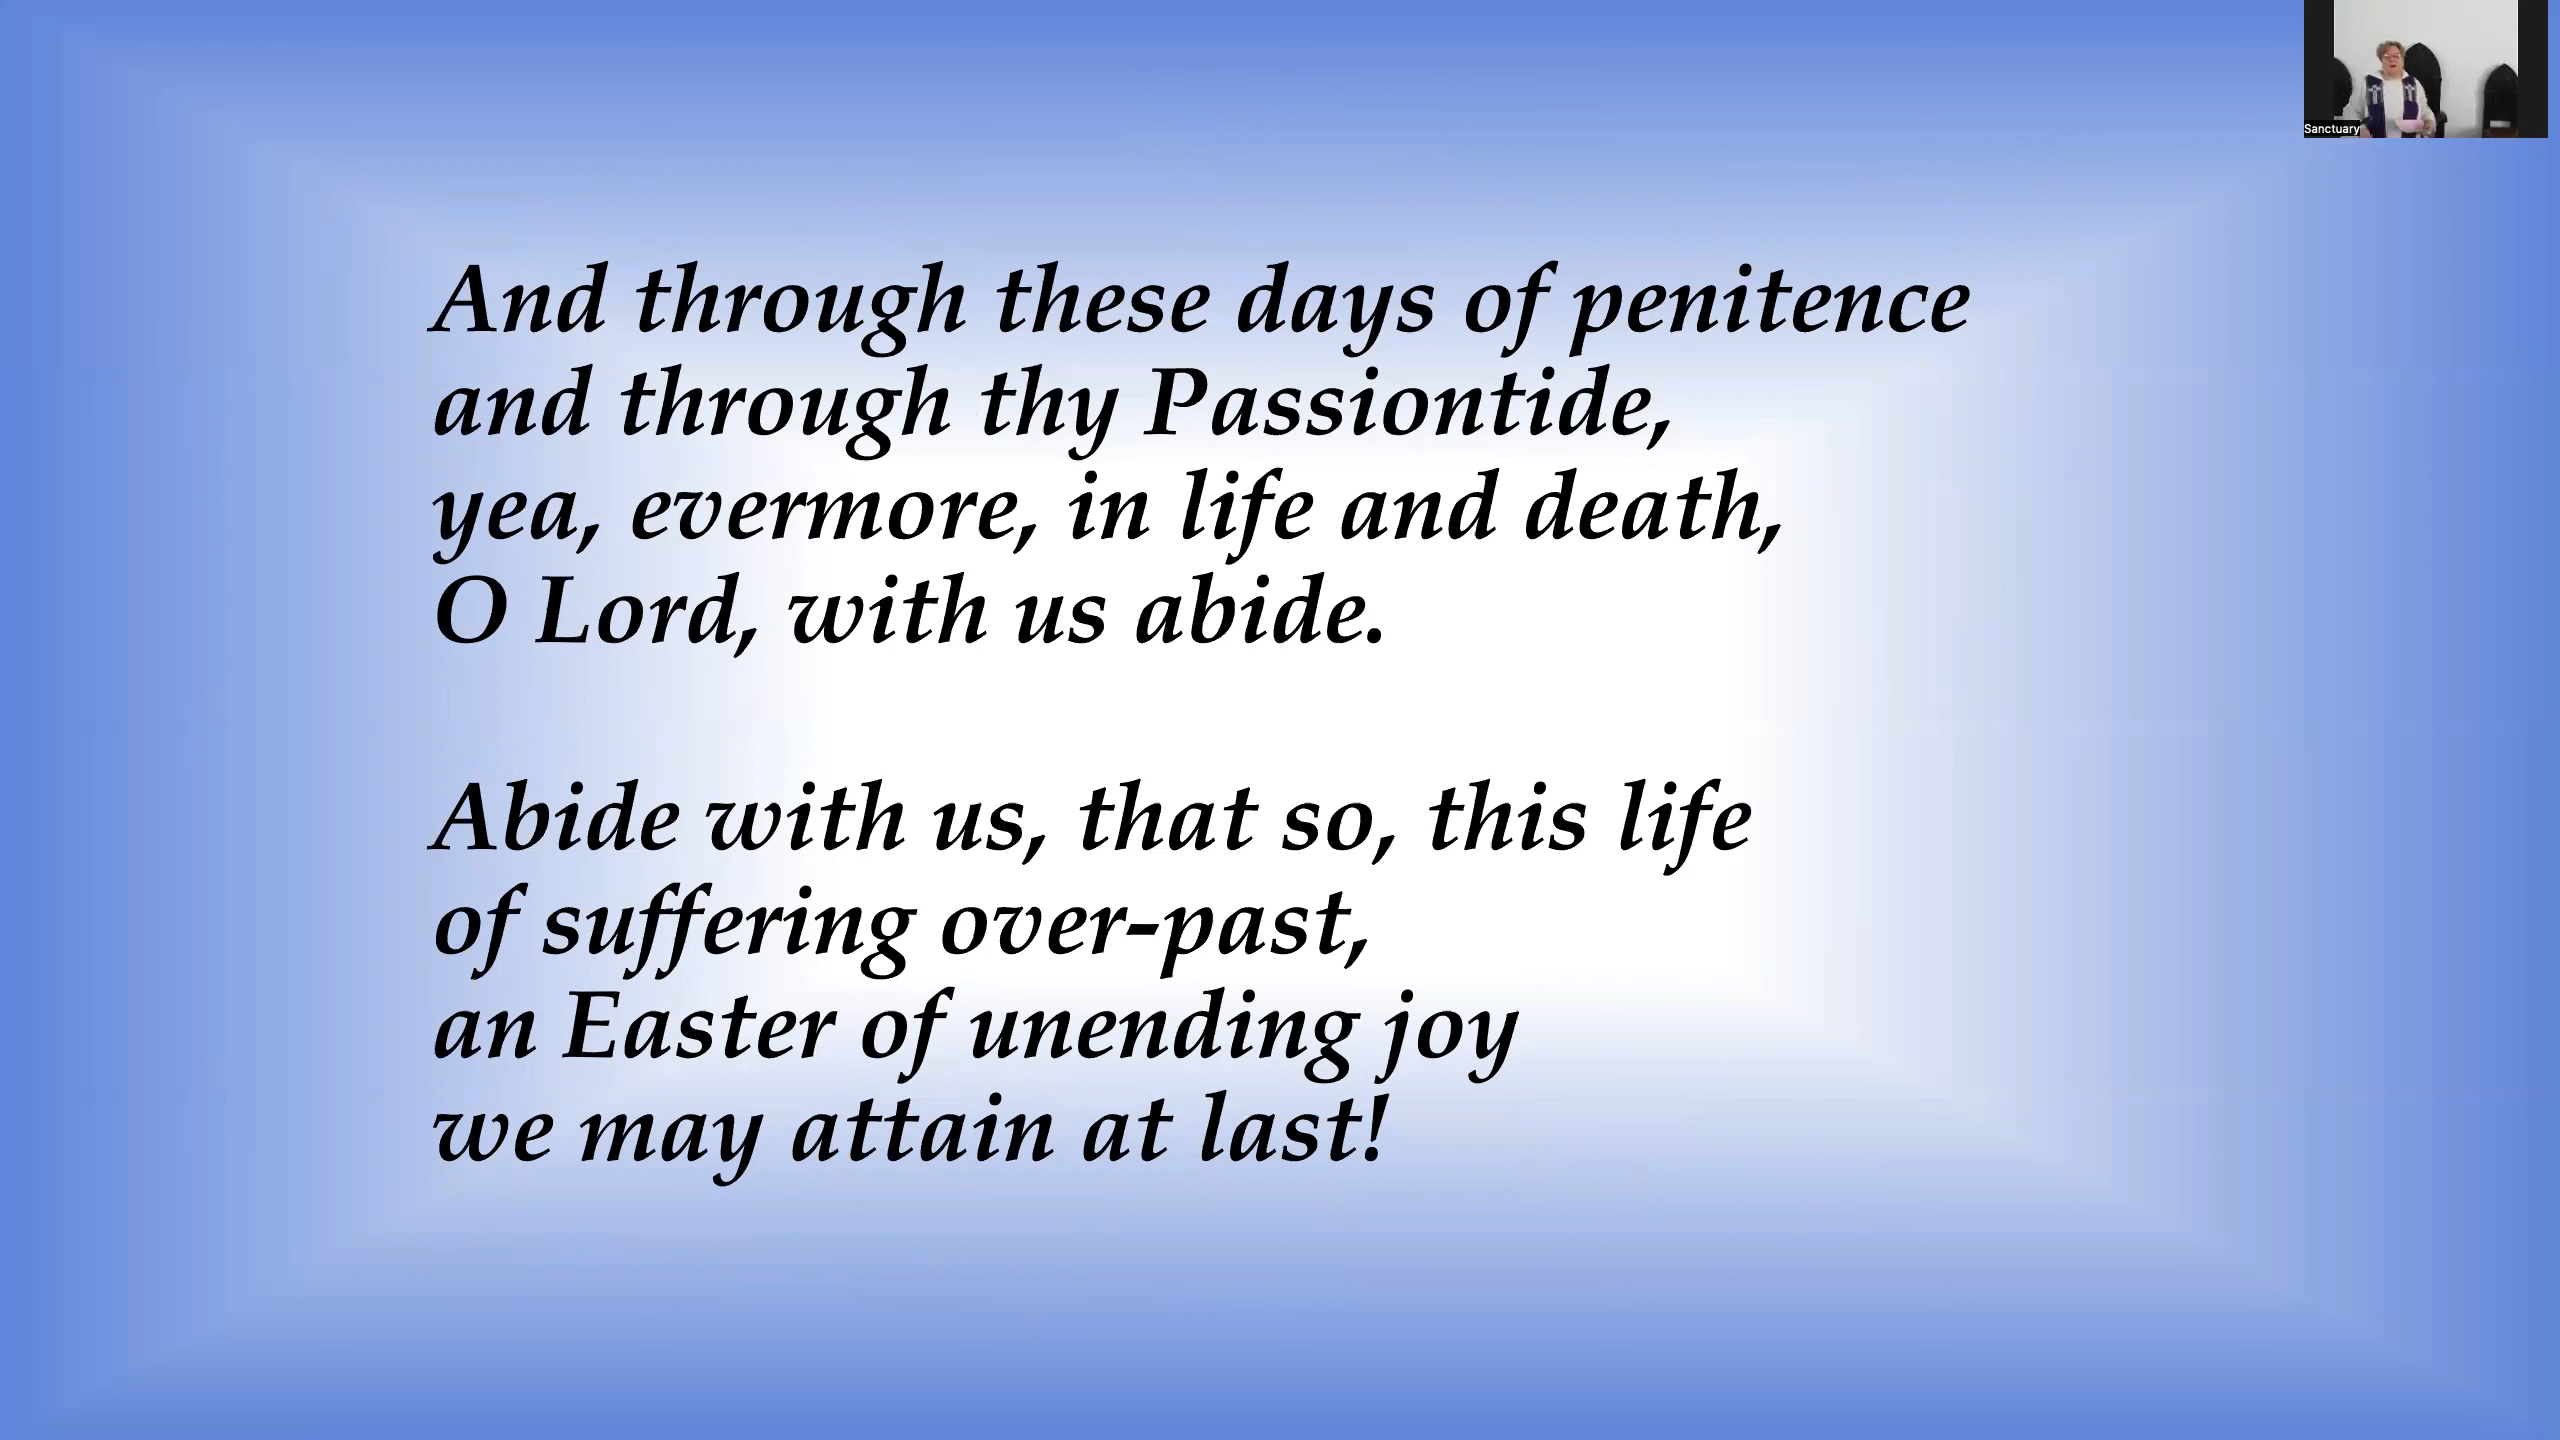 Sanctuary
And through these days of penitence
and through thy Passiontide,
yea, evermore, in life and death,
O Lord, with us abide.
Abide with us, that so, this life
of suffering over-past,
an Easter of unending joy
we may attain at last!